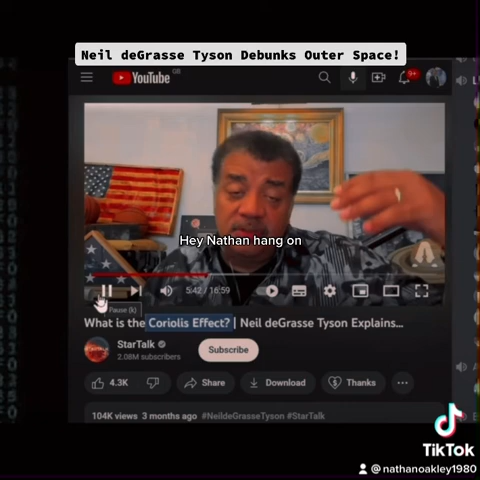 Neil deGrasse Tyson Debunks Outer Space!
YouTube GB
9+
Hey Nathan hang on
5:42 / 16:59
Pause (k)
What is the Coriolis Effect? | Neil deGrasse Tyson Explains...
StarTalk
2.08M subscribers
Subscribe
4.3K
Share
Download
Thanks
...
104K views 3 months ago #NeildeGrasseTyson #StarTalk
TikTok
@nathanoakley1980